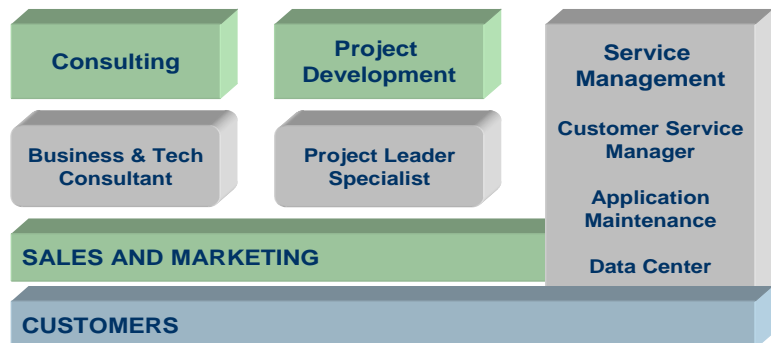 Consulting
Project
Development
Service
Management
Business & Tech
Consultant
Project Leader
Specialist
Customer Service
Manager
Application
Maintenance
Data Center
SALES AND MARKETING
CUSTOMERS